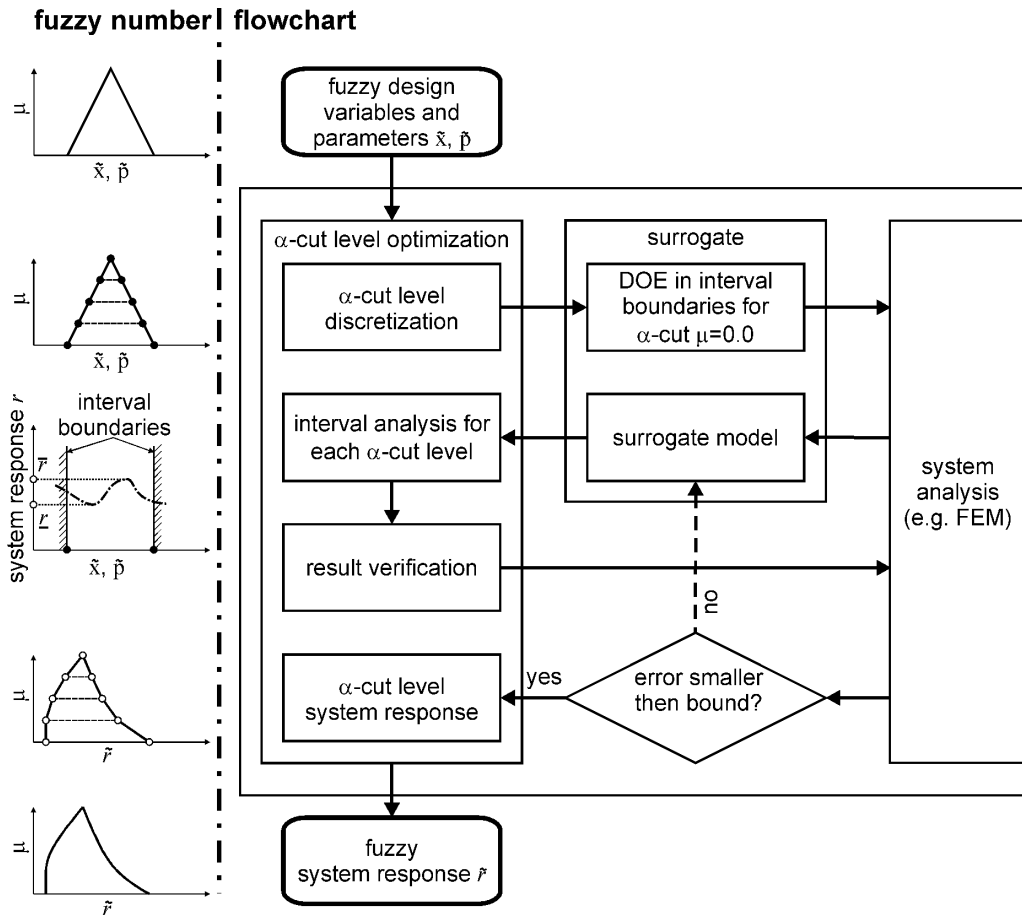 fuzzy number
flowchart
μ
x̃, p̃
fuzzy design
variables and
parameters x̃, p̃
μ
x̃, p̃
α-cut level optimization
α-cut level
discretization
surrogate
DOE in interval
boundaries for
α-cut μ=0.0
system response r
interval
boundaries
r̅
r̲
x̃, p̃
interval analysis for
each α-cut level
surrogate model
system
analysis
(e.g. FEM)
result verification
no
μ
r̃
α-cut level
system response
yes
error smaller
then bound?
μ
r̃
fuzzy
system response r̃